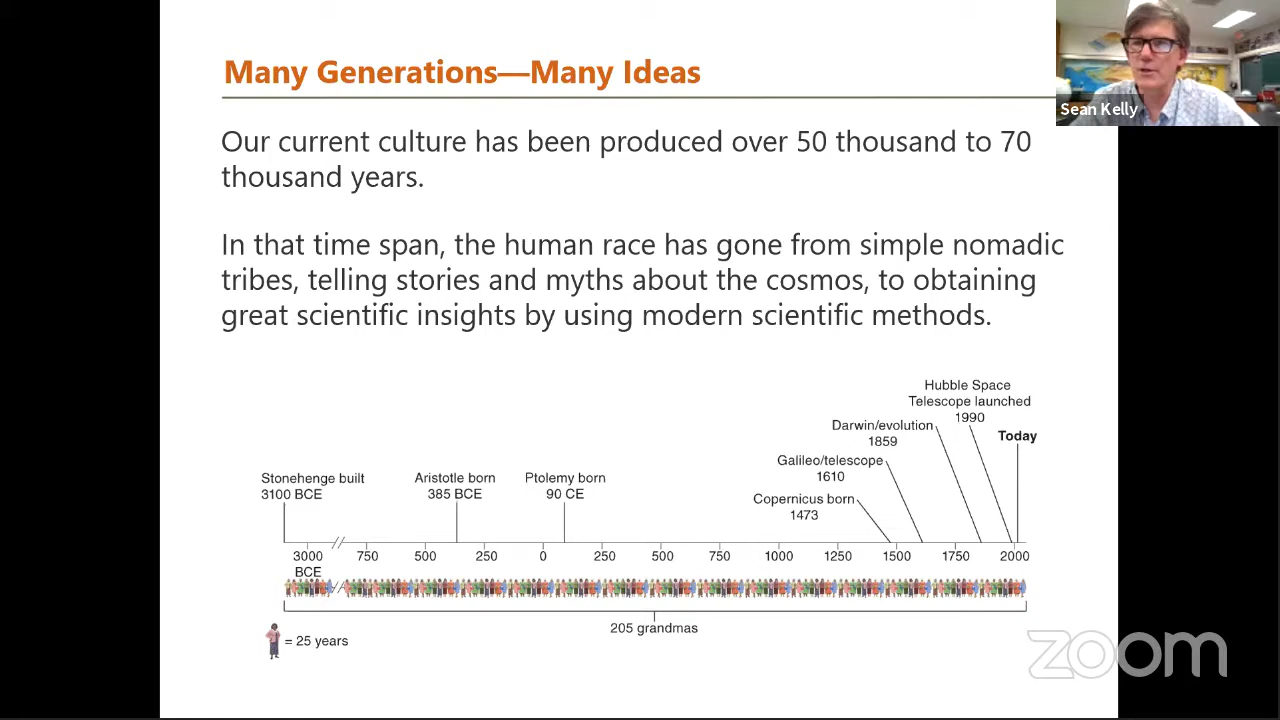 Many Generations—Many Ideas
Sean Kelly
Our current culture has been produced over 50 thousand to 70
thousand years.
In that time span, the human race has gone from simple nomadic
tribes, telling stories and myths about the cosmos, to obtaining
great scientific insights by using modern scientific methods.
Hubble Space
Telescope launched
1990
Darwin/evolution
1859
Today
Galileo/telescope
1610
Stonehenge built
3100 BCE
Aristotle born
385 BCE
Ptolemy born
90 CE
Copernicus born
1473
3000 750 500 250 0 250 500 750 1000 1250 1500 1750 2000
BCE
205 grandmas
= 25 years
zoom